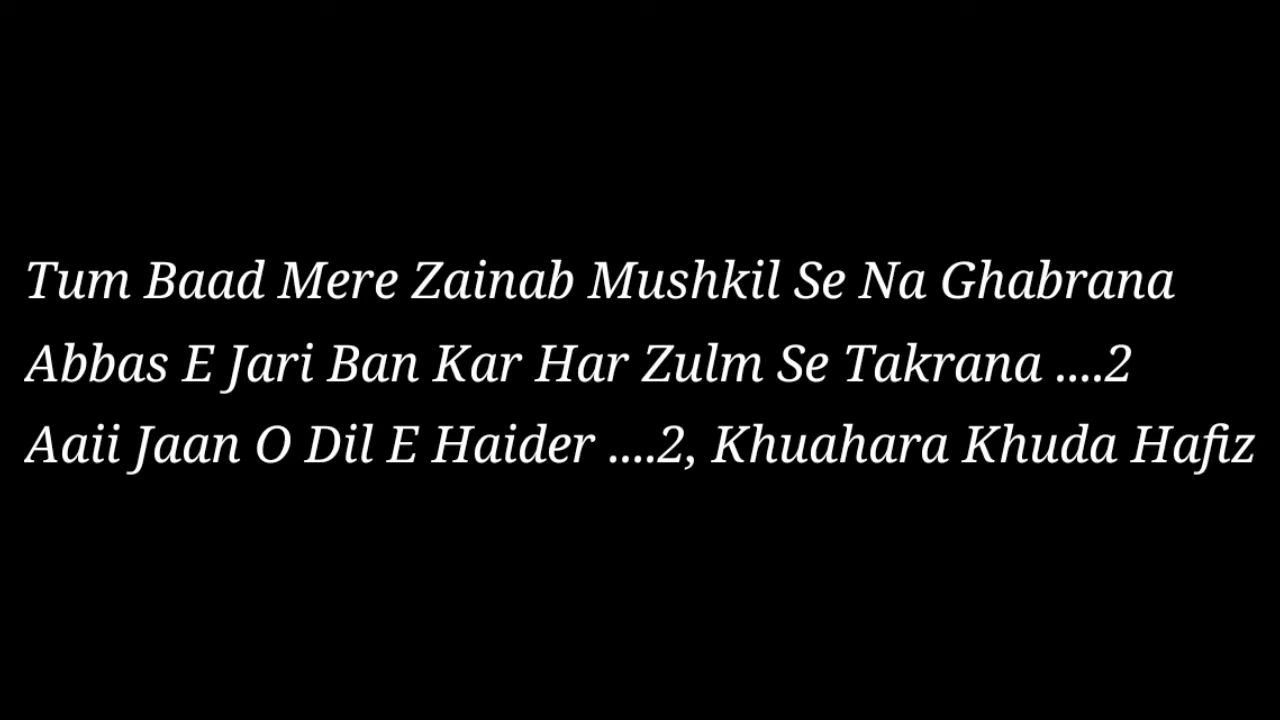 Tum Baad Mere Zainab Mushkil Se Na Ghabrana
Abbas E Jari Ban Kar Har Zulm Se Takrana ....2
Aaii Jaan O Dil E Haider ....2, Khuahara Khuda Hafiz